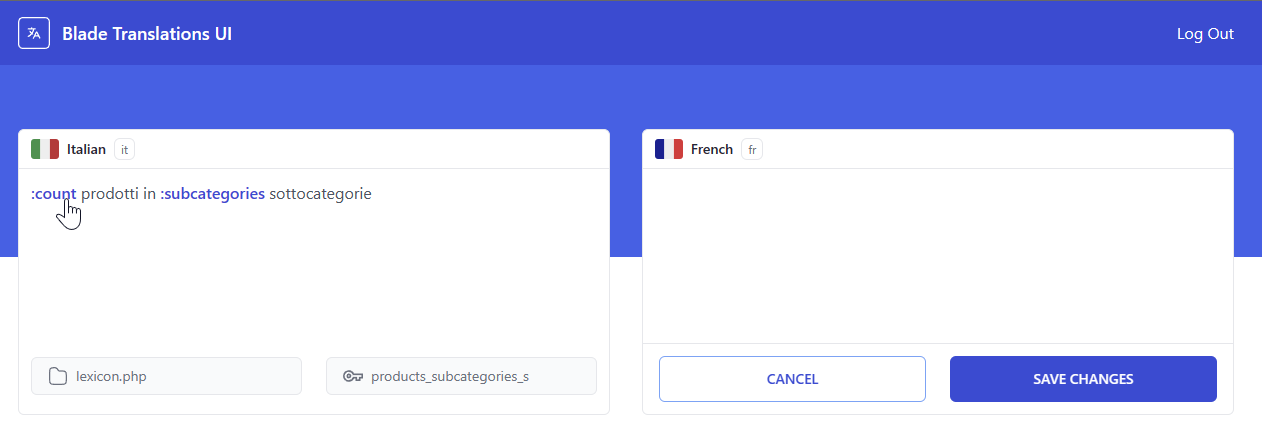 Blade Translations UI
Log Out
Italian it
:count prodotti in :subcategories sottocategorie
lexicon.php
products_subcategories_s
French fr
CANCEL
SAVE CHANGES